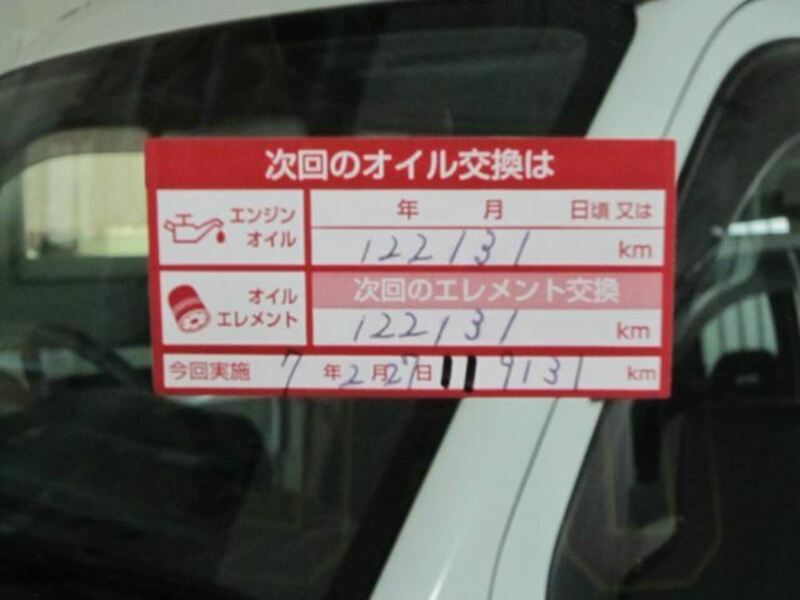 次回のオイル交換は
エンジン
オイル
年 月 日頃 又は
122131 km
オイル
エレメント
次回のエレメント交換
122131 km
今回実施 7 年 2 月 27 日 119131 km